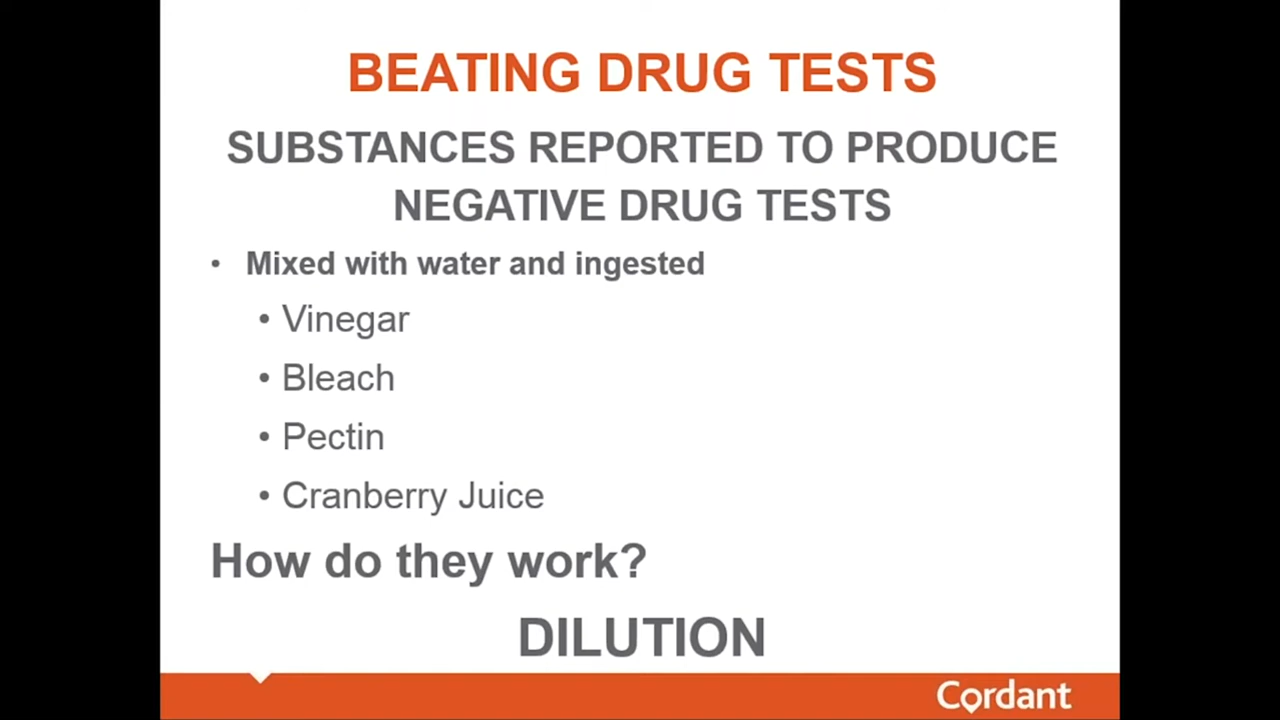 BEATING DRUG TESTS
SUBSTANCES REPORTED TO PRODUCE
NEGATIVE DRUG TESTS
• Mixed with water and ingested
• Vinegar
• Bleach
• Pectin
• Cranberry Juice
How do they work?
DILUTION
Cordant